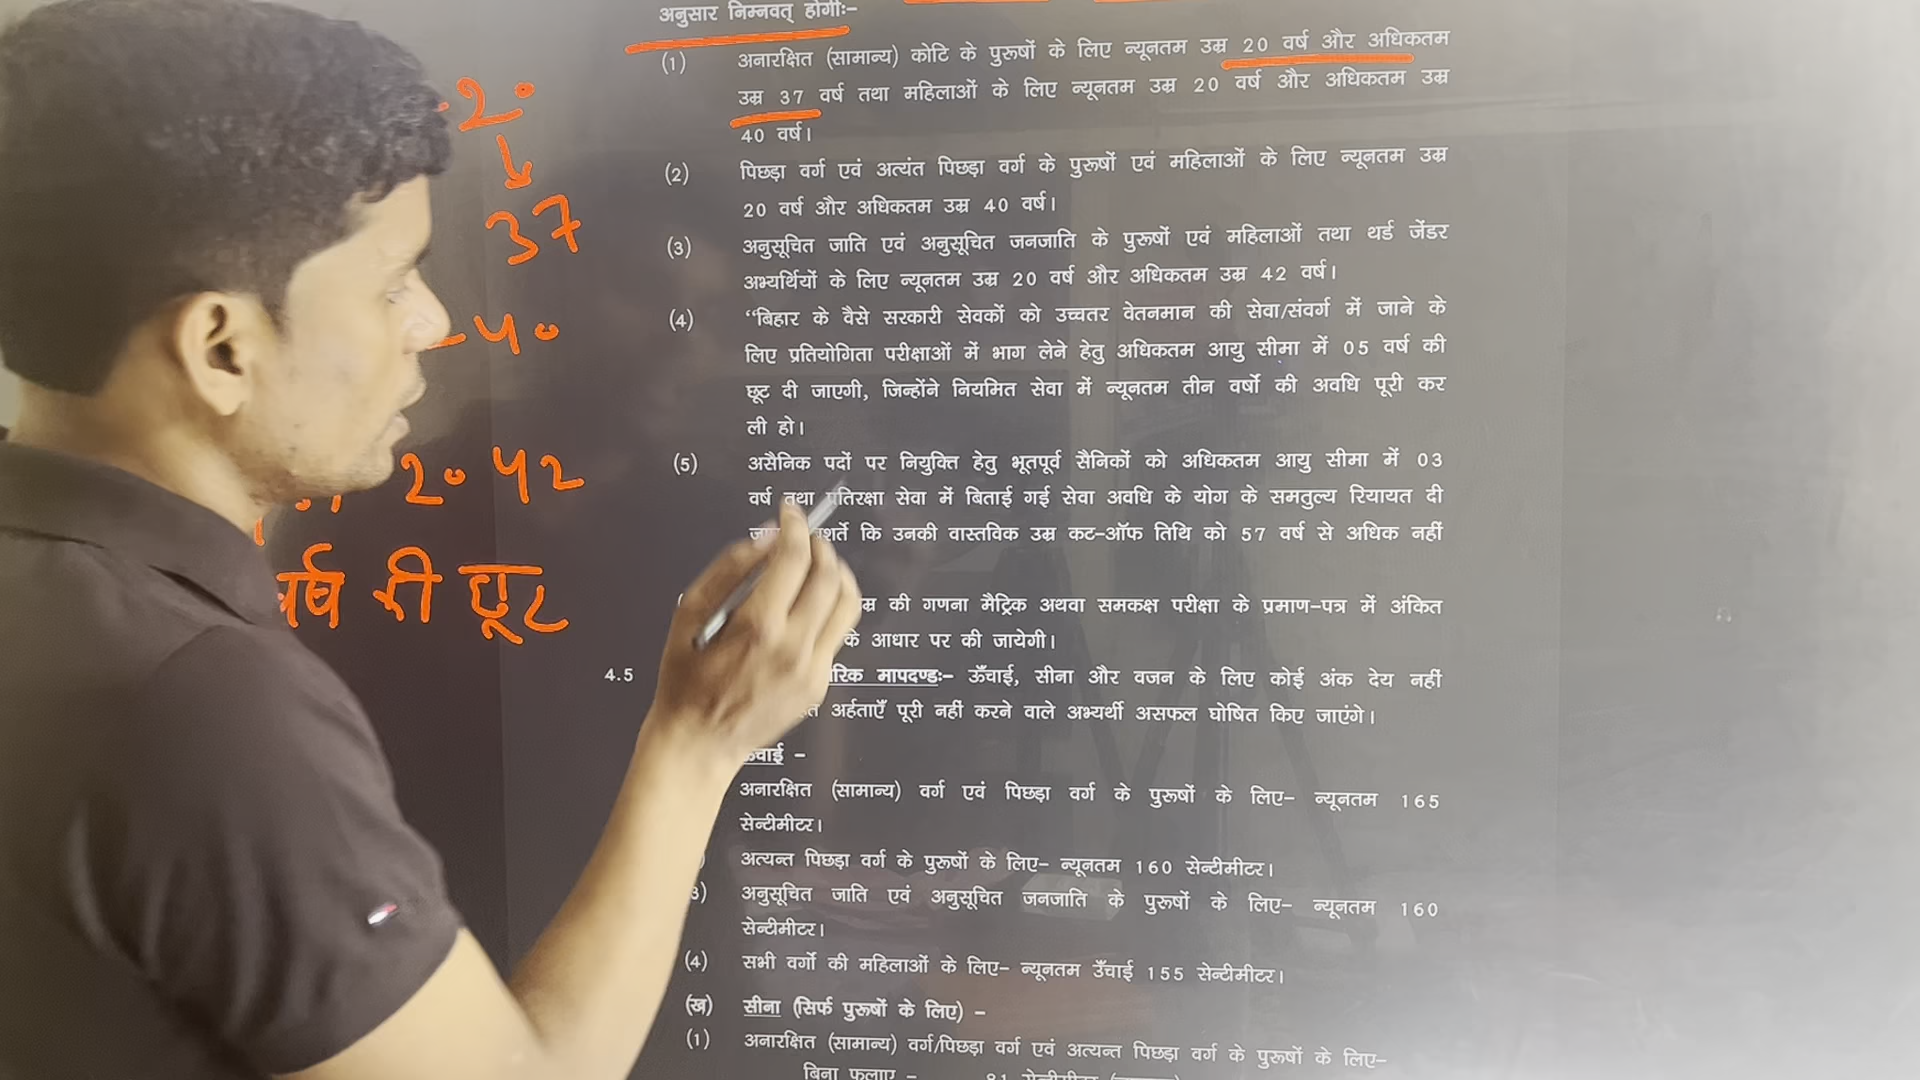 अनुसार निम्नवत् होगीः-
(1) अनारक्षित (सामान्य) कोटि के पुरूषों के लिए न्यूनतम उम्र 20 वर्ष और अधिकतम
उम्र 37 वर्ष तथा महिलाओं के लिए न्यूनतम उम्र 20 वर्ष और अधिकतम उम्र
40 वर्ष।
(2) पिछड़ा वर्ग एवं अत्यंत पिछड़ा वर्ग के पुरूषों एवं महिलाओं के लिए न्यूनतम उम्र
20 वर्ष और अधिकतम उम्र 40 वर्ष।
(3) अनुसूचित जाति एवं अनुसूचित जनजाति के पुरूषों एवं महिलाओं तथा थर्ड जेंडर
अभ्यर्थियों के लिए न्यूनतम उम्र 20 वर्ष और अधिकतम उम्र 42 वर्ष।
(4) “बिहार के वैसे सरकारी सेवकों को उच्चतर वेतनमान की सेवा/संवर्ग में जाने के
लिए प्रतियोगिता परीक्षाओं में भाग लेने हेतु अधिकतम आयु सीमा में 05 वर्ष की
छूट दी जाएगी, जिन्होंने नियमित सेवा में न्यूनतम तीन वर्षों की अवधि पूरी कर
ली हो।
(5) असैनिक पदों पर नियुक्ति हेतु भूतपूर्व सैनिकों को अधिकतम आयु सीमा में 03
वर्ष तथा प्रतिरक्षा सेवा में बिताई गई सेवा अवधि के योग के समतुल्य रियायत दी
कि उनकी वास्तविक उम्र कट-ऑफ तिथि को 57 वर्ष से अधिक नहीं
की गणना मैट्रिक अथवा समकक्ष परीक्षा के प्रमाण-पत्र में अंकित
के आधार पर की जायेगी।
4.5 मापदण्डः- ऊँचाई, सीना और वजन के लिए कोई अंक देय नहीं
अर्हताएँ पूरी नहीं करने वाले अभ्यर्थी असफल घोषित किए जाएंगे।
ऊँचाई -
अनारक्षित (सामान्य) वर्ग एवं पिछड़ा वर्ग के पुरूषों के लिए- न्यूनतम 165
सेन्टीमीटर।
अत्यन्त पिछड़ा वर्ग के पुरूषों के लिए- न्यूनतम 160 सेन्टीमीटर।
3) अनुसूचित जाति एवं अनुसूचित जनजाति के पुरूषों के लिए- न्यूनतम 160
सेन्टीमीटर।
(4) सभी वर्गो की महिलाओं के लिए- न्यूनतम उँचाई 155 सेन्टीमीटर।
(ख) सीना (सिर्फ पुरूषों के लिए) -
(1) अनारक्षित (सामान्य) वर्ग/पिछड़ा वर्ग एवं अत्यन्त पिछड़ा वर्ग के पुरूषों के लिए-
बिना फुलाए - 81 सेन्टीमीटर
20
37
40
20 42
वर्ष की छूट